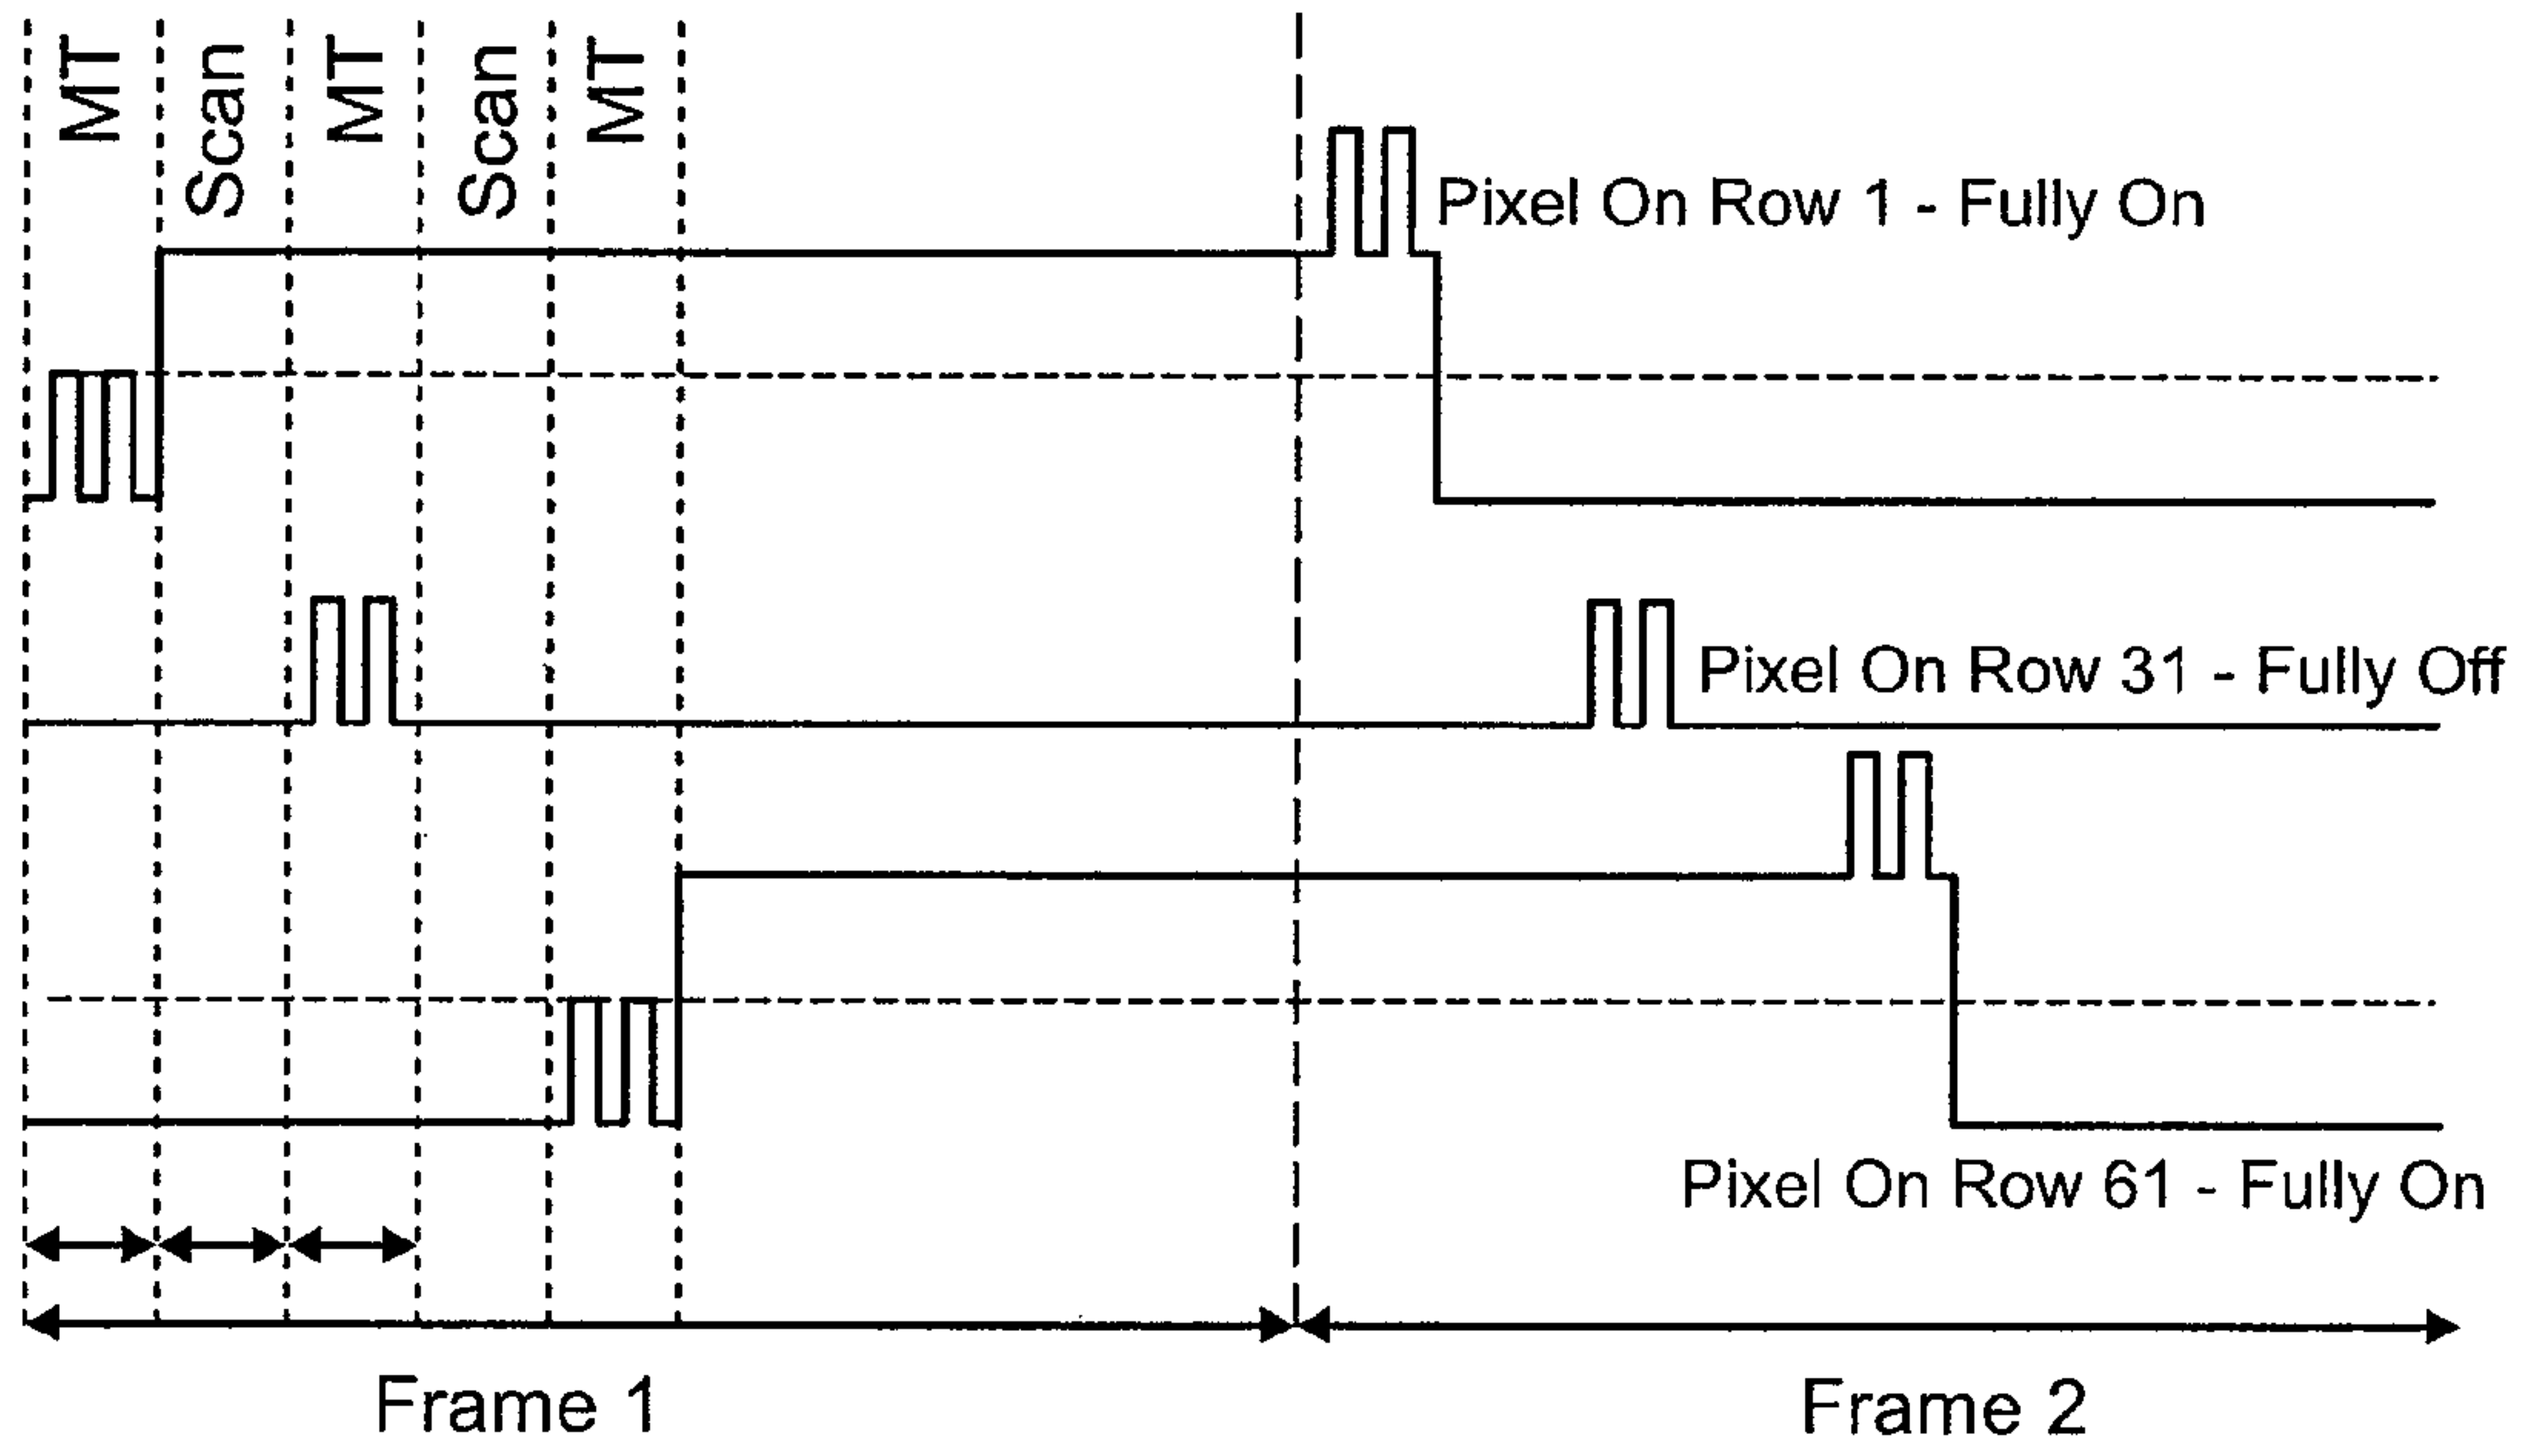 MT
Scan
MT
Scan
MT
Pixel On Row 1 - Fully On
Pixel On Row 31 - Fully Off
Pixel On Row 61 - Fully On
Frame 1
Frame 2